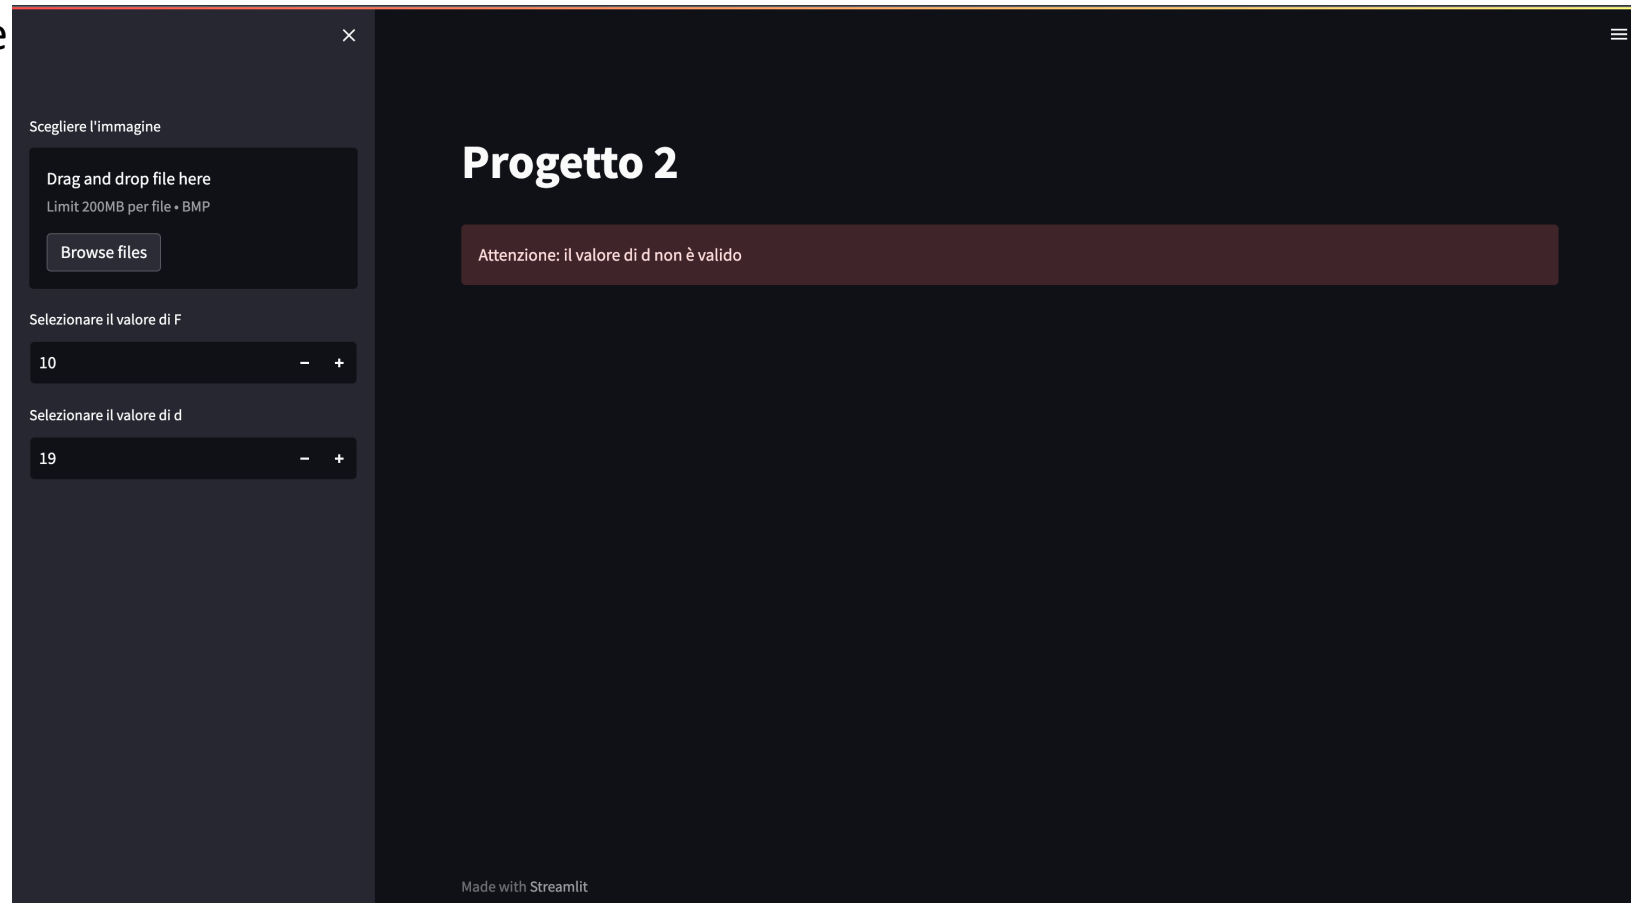 Scegliere l'immagine
Drag and drop file here
Limit 200MB per file • BMP
Browse files
Selezionare il valore di F
10
Selezionare il valore di d
19
Progetto 2
Attenzione: il valore di d non è valido
Made with Streamlit